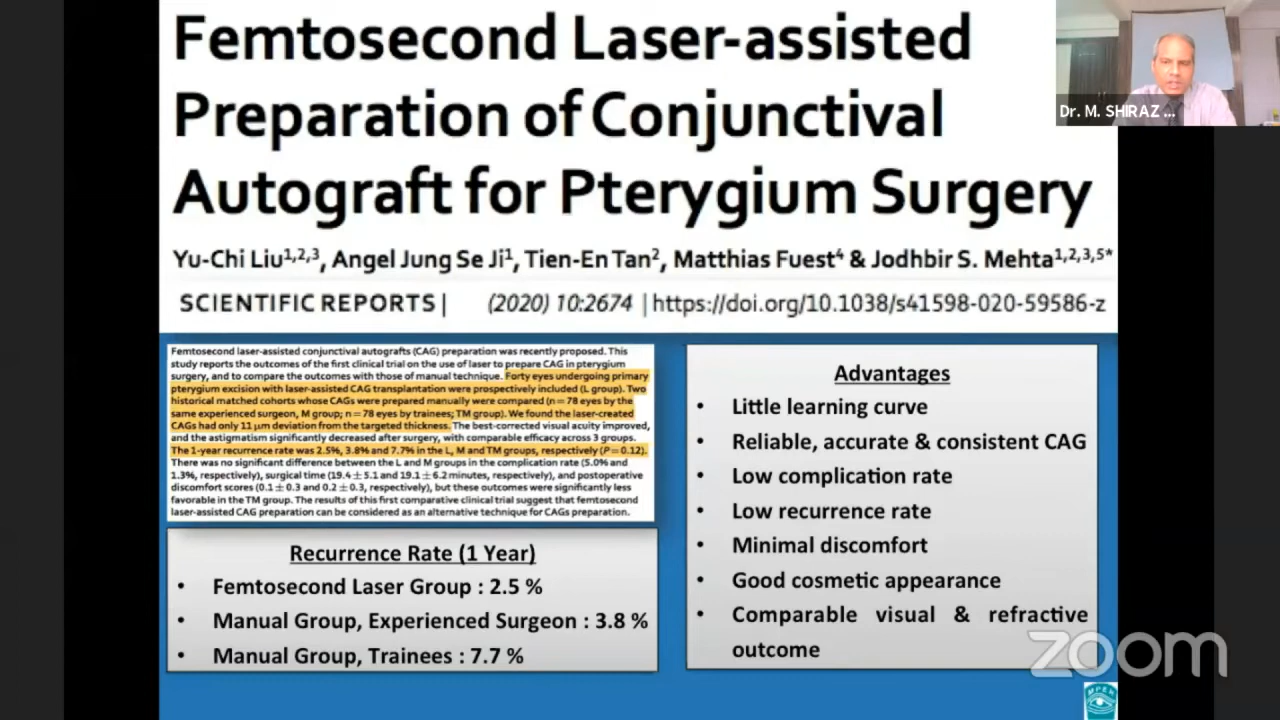 Femtosecond Laser-assisted
Preparation of Conjunctival
Autograft for Pterygium Surgery
Yu-Chi Liu1,2,3, Angel Jung Se Ji1, Tien-En Tan2, Matthias Fuest4 & Jodhbir S. Mehta1,2,3,5*
SCIENTIFIC REPORTS | (2020) 10:2674 | https://doi.org/10.1038/s41598-020-59586-z
Dr. M. SHIRAZ ...
Femtosecond laser-assisted conjunctival autografts (CAG) preparation was recently proposed. This
study reports the outcomes of the first clinical trial on the use of laser to prepare CAG in pterygium
surgery, and to compare the outcomes with those of manual technique. Forty eyes undergoing primary
pterygium excision with laser-assisted CAG transplantation were prospectively included (L group). Two
historical matched cohorts whose CAGs were prepared manually were compared (n = 78 eyes by the
same experienced surgeon, M group; n = 78 eyes by trainees; TM group). We found the laser-created
CAGs had only 11 μm deviation from the targeted thickness. The best-corrected visual acuity improved,
and the astigmatism significantly decreased after surgery, with comparable efficacy across 3 groups.
The 1-year recurrence rate was 2.5%, 3.8% and 7.7% in the L, M and TM groups, respectively (P = 0.12).
There was no significant difference between the L and M groups in the complication rate (5.0% and
1.3%, respectively), surgical time (19.4 ± 5.1 and 19.1 ± 6.2 minutes, respectively), and postoperative
discomfort scores (0.1 ± 0.3 and 0.2 ± 0.3, respectively), but these outcomes were significantly less
favorable in the TM group. The results of this first comparative clinical trial suggest that femtosecond
laser-assisted CAG preparation can be considered as an alternative technique for CAGs preparation.
Recurrence Rate (1 Year)
• Femtosecond Laser Group : 2.5 %
• Manual Group, Experienced Surgeon : 3.8 %
• Manual Group, Trainees : 7.7 %
Advantages
• Little learning curve
• Reliable, accurate & consistent CAG
• Low complication rate
• Low recurrence rate
• Minimal discomfort
• Good cosmetic appearance
• Comparable visual & refractive
outcome
zoom